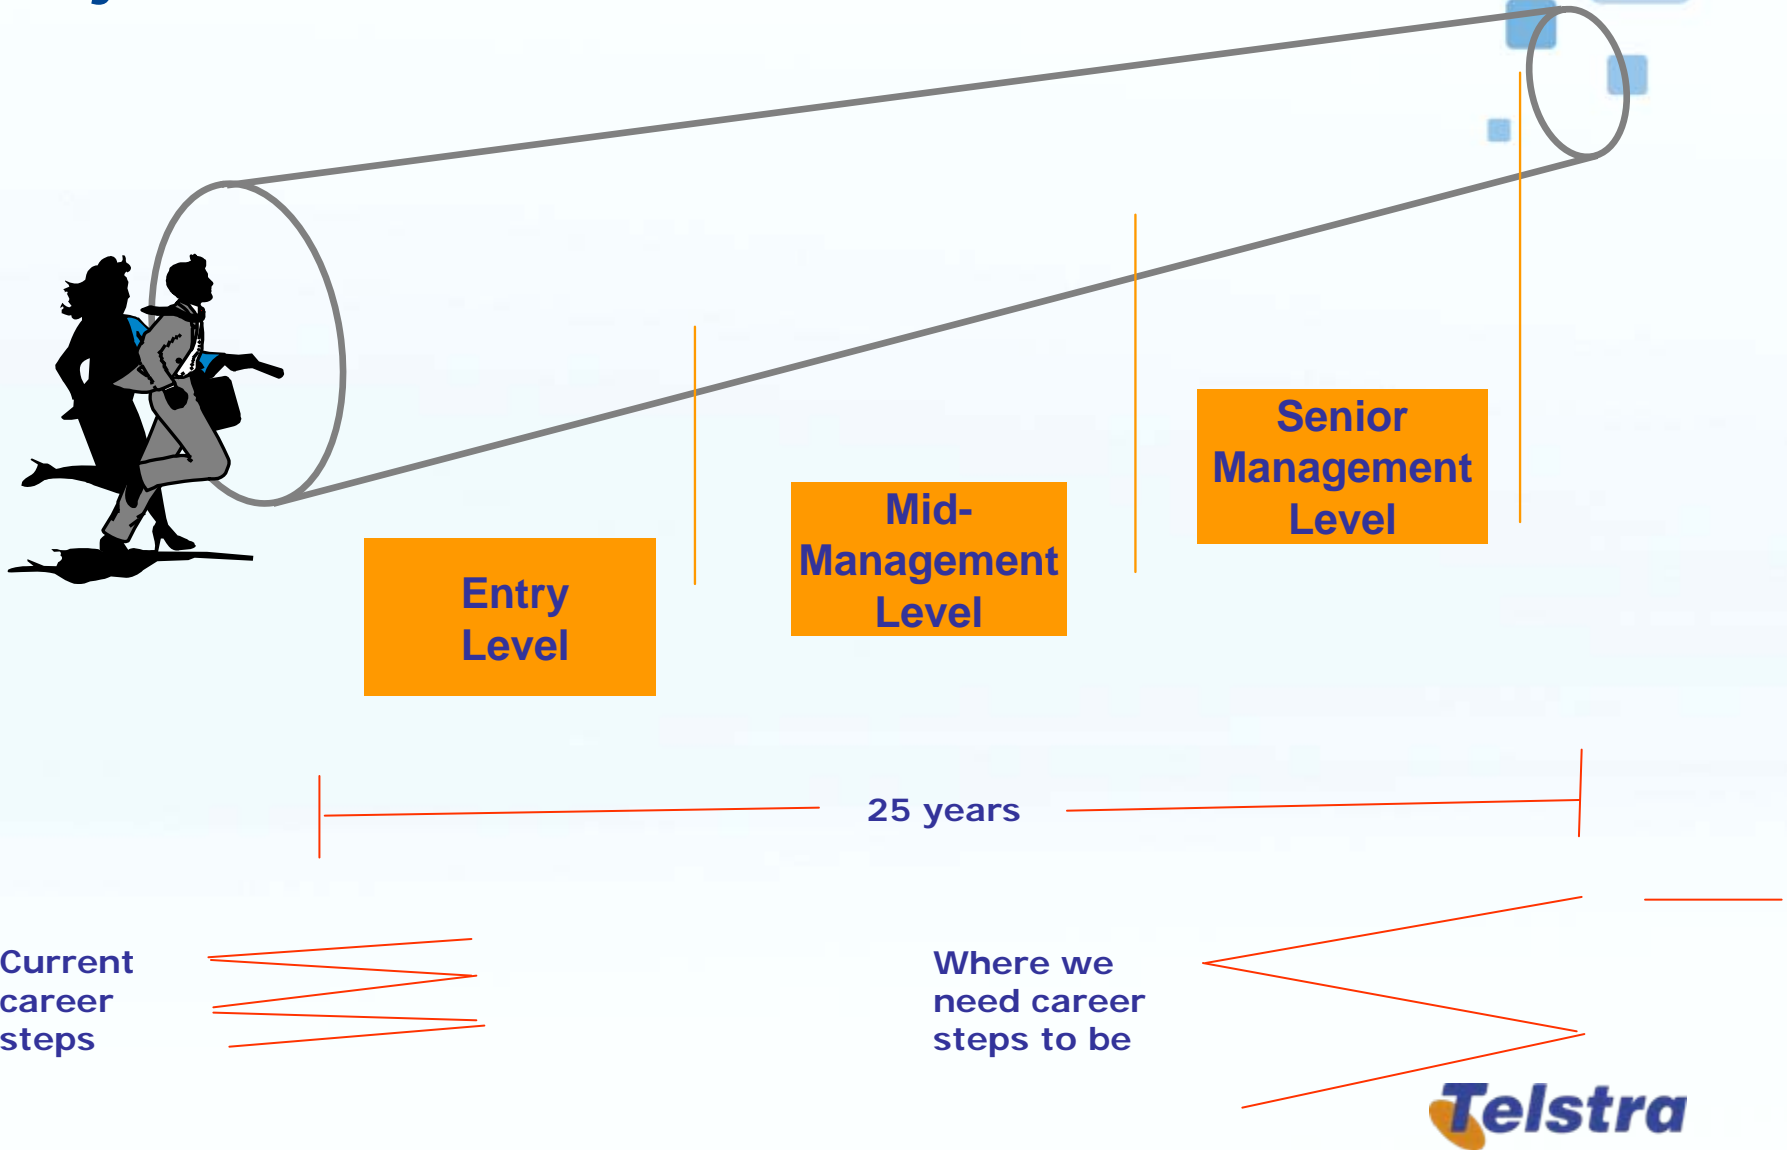 Entry
Level
Mid-
Management
Level
Senior
Management
Level
25 years
Current
career
steps
Where we
need career
steps to be
Telstra